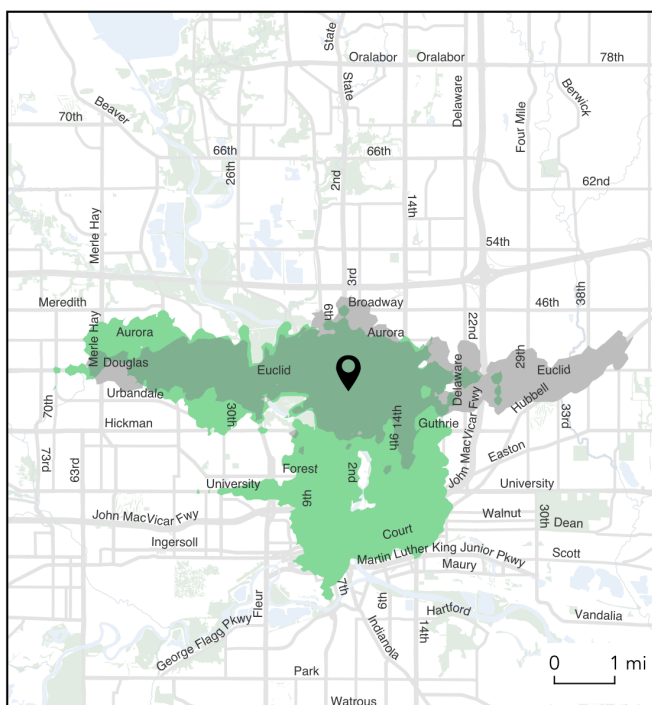 State
Oralabor
Oralabor
78th
State
Delaware
Berwick
Beaver
Four Mile
70th
66th
66th
26th
2nd
62nd
14th
Merle Hay
54th
3rd
Meredith
6th
Broadway
46th
38th
Aurora
Aurora
22nd
Merle Hay
29th
Douglas
Euclid
Delaware
Euclid
Urbandale
Hubbell
70th
30th
14th
33rd
Hickman
9th
Guthrie
John MacVicar Fwy
Easton
73rd
63rd
Forest
2nd
University
University
9th
John MacVicar Fwy
Walnut
30th
Dean
Court
Ingersoll
Martin Luther King Junior Pkwy
Scott
Maury
7th
Fleur
9th
Hartford
Vandalia
George Flagg Pkwy
Indianola
14th
0 1 mi
Park
Watrous